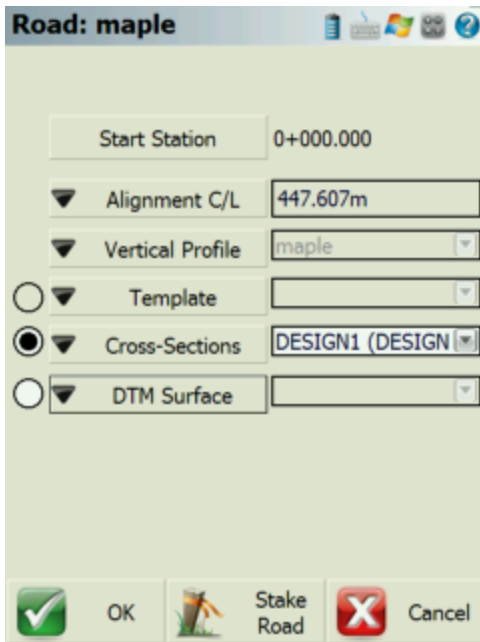 Road: maple
Start Station 0+000.000
Alignment C/L 447.607m
Vertical Profile maple
Template
Cross-Sections DESIGN1 (DESIGN
DTM Surface
OK Stake Road Cancel